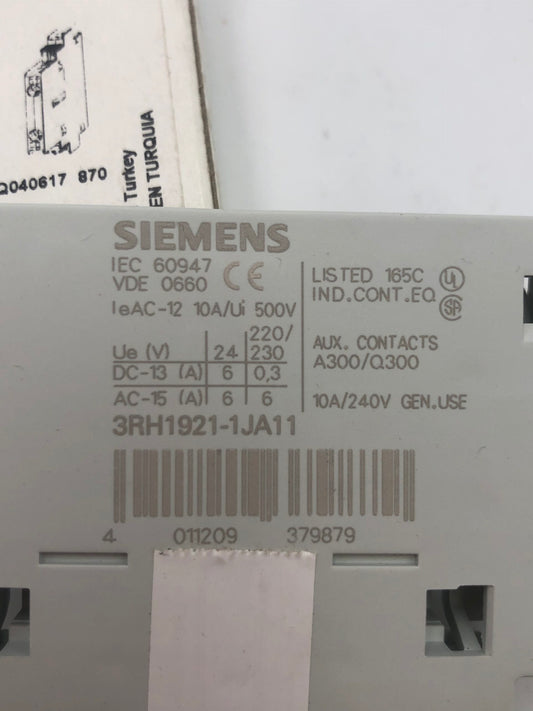 Q040617 870
Turkey
EN TURQUIA
SIEMENS
IEC 60947
VDE 0660 CE
IeAC-12 10A/Ui 500V
Ue (V) 24 220/230
DC-13 (A) 6 0,3
AC-15 (A) 6 6
3RH1921-1JA11
4 011209 379879
LISTED 165C UL
IND.CONT.EQ SA
AUX. CONTACTS
A300/Q300
10A/240V GEN.USE